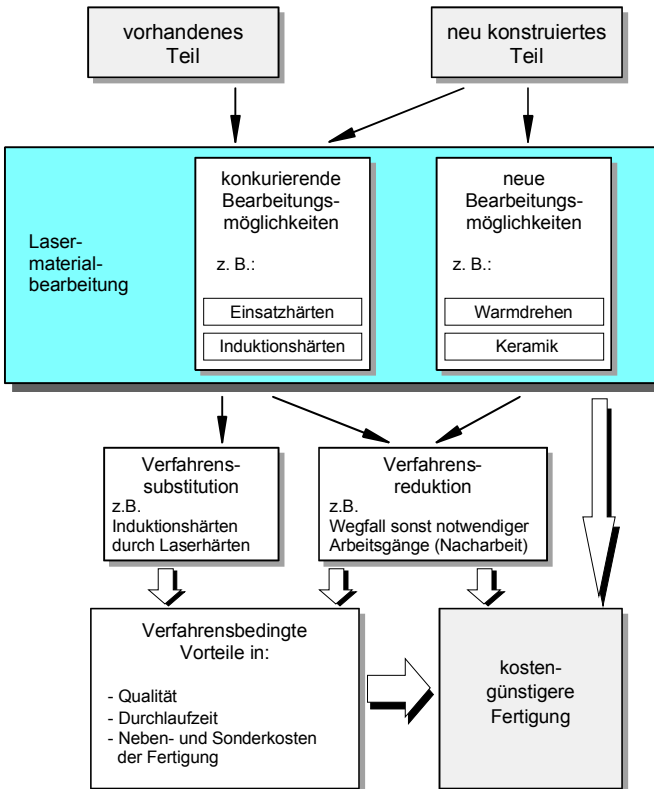 vorhandenes
Teil
neu konstruiertes
Teil
Laser-
material-
bearbeitung
konkurierende
Bearbeitungs-
möglichkeiten
z. B.:
Einsatzhärten
Induktionshärten
neue
Bearbeitungs-
möglichkeiten
z. B.:
Warmdrehen
Keramik
Verfahrens-
substitution
z.B.
Induktionshärten
durch Laserhärten
Verfahrens-
reduktion
z.B.
Wegfall sonst notwendiger
Arbeitsgänge (Nacharbeit)
Verfahrensbedingte
Vorteile in:
- Qualität
- Durchlaufzeit
- Neben- und Sonderkosten
der Fertigung
kosten-
günstigere
Fertigung